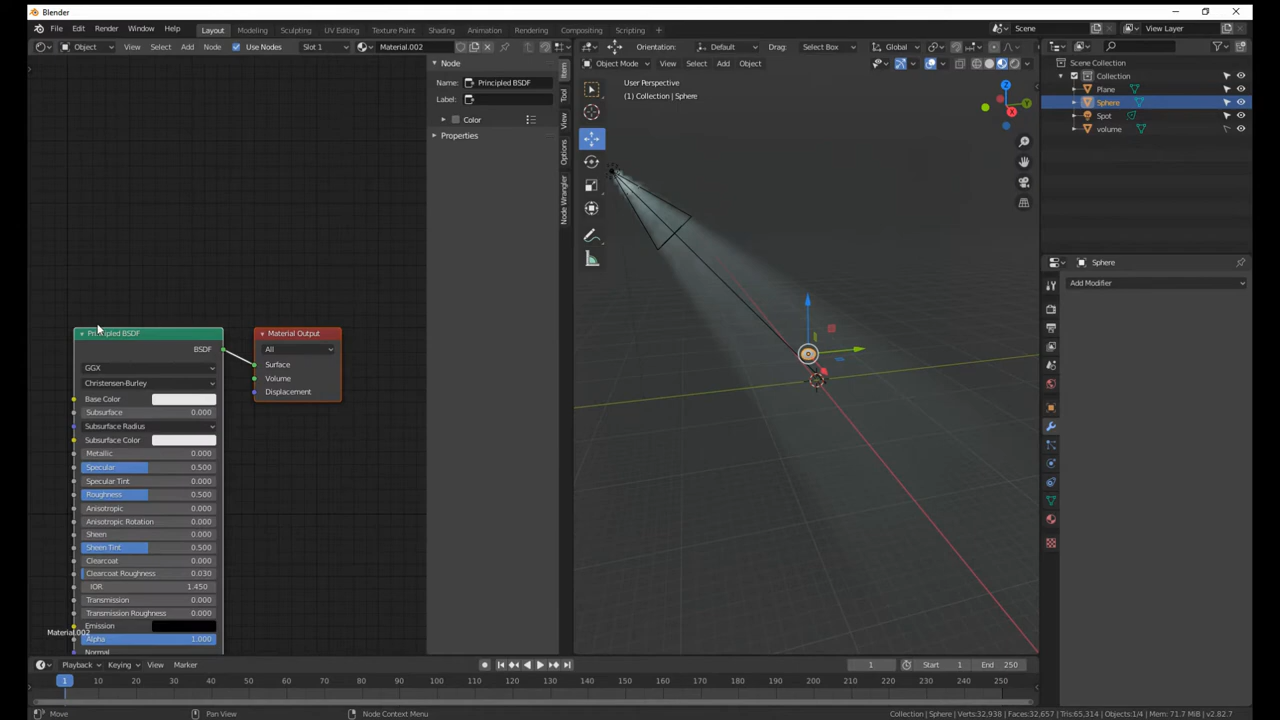 Blender
File Edit Render Window Help Layout Modeling Sculpting UV Editing Texture Paint Shading Animation Rendering Compositing Scripting + Scene View Layer
Object View Select Add Node Use Nodes Slot 1 Material.002 Orientation: Default Drag: Select Box Global
Object Mode View Select Add Object
Node
Name: Principled BSDF
Label:
Color
Properties
Item
Tool
View
Options
Node Wrangler
User Perspective
(1) Collection | Sphere
Z
Y
X
Scene Collection
Collection
Plane
Sphere
Spot
volume
Sphere
Add Modifier
Principled BSDF
BSDF
GGX
Christensen-Burley
Base Color
Subsurface 0.000
Subsurface Radius
Subsurface Color
Metallic 0.000
Specular 0.500
Specular Tint 0.000
Roughness 0.500
Anisotropic 0.000
Anisotropic Rotation 0.000
Sheen 0.000
Sheen Tint 0.500
Clearcoat 0.000
Clearcoat Roughness 0.030
IOR 1.450
Transmission 0.000
Transmission Roughness 0.000
Emission
Alpha 1.000
Normal
Material.002
Material Output
All
Surface
Volume
Displacement
Playback Keying View Marker 1 Start 1 End 250
1 10 20 30 40 50 60 70 80 90 100 110 120 130 140 150 160 170 180 190 200 210 220 230 240 250
Move Pan View Node Context Menu Collection | Sphere | Verts:32,938 | Faces:32,657 | Tris:65,314 | Objects:1/4 | Mem: 71.7 MiB | v2.82.7